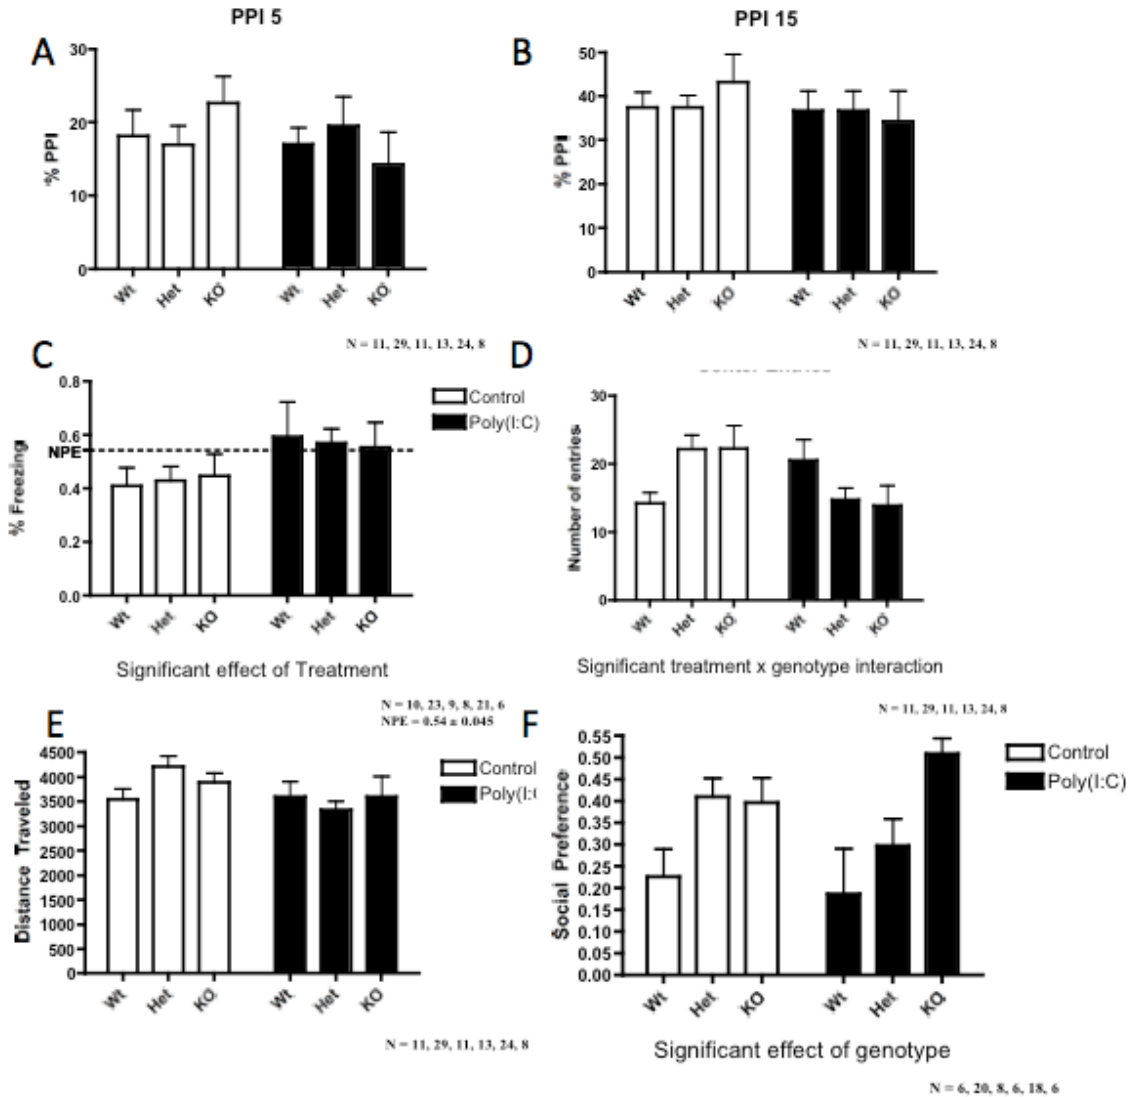 PPI 5
PPI 15
A
B
30
20
10
0
% PPI
Wt
Het
KO
Wt
Het
KO
N = 11, 29, 11, 13, 24, 8
50
40
30
20
10
0
% PPI
Wt
Het
KO
Wt
Het
KO
N = 11, 29, 11, 13, 24, 8
C
D
0.8
0.6
NPE
0.4
0.2
0.0
% Freezing
Control
Poly(I:C)
Wt
Het
KO
Wt
Het
KO
Significant effect of Treatment
N = 10, 23, 9, 8, 21, 6
NPE = 0.54 ± 0.045
30
20
10
0
Number of entries
Wt
Het
KO
Wt
Het
KO
Significant treatment x genotype interaction
N = 11, 29, 11, 13, 24, 8
E
F
4500
4000
3500
3000
2500
2000
1500
1000
500
0
Distance Traveled
Control
Poly(I:(
Wt
Het
KO
Wt
Het
KO
N = 11, 29, 11, 13, 24, 8
0.55
0.50
0.45
0.40
0.35
0.30
0.25
0.20
0.15
0.10
0.05
0.00
Social Preference
Control
Poly(I:C)
Wt
Het
KO
Wt
Het
KO
Significant effect of genotype
N = 6, 20, 8, 6, 18, 6